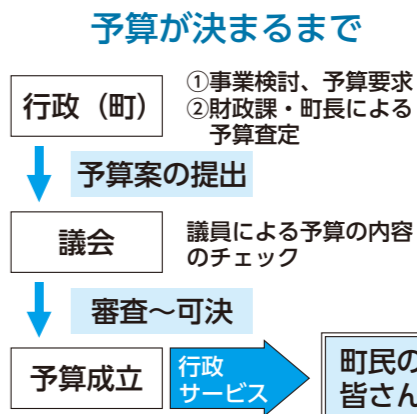 予算が決まるまで
行政（町）
①事業検討、予算要求
②財政課・町長による
予算査定
予算案の提出
議会
議員による予算の内容
のチェック
審査～可決
予算成立
行政
サービス
町民の
皆さん